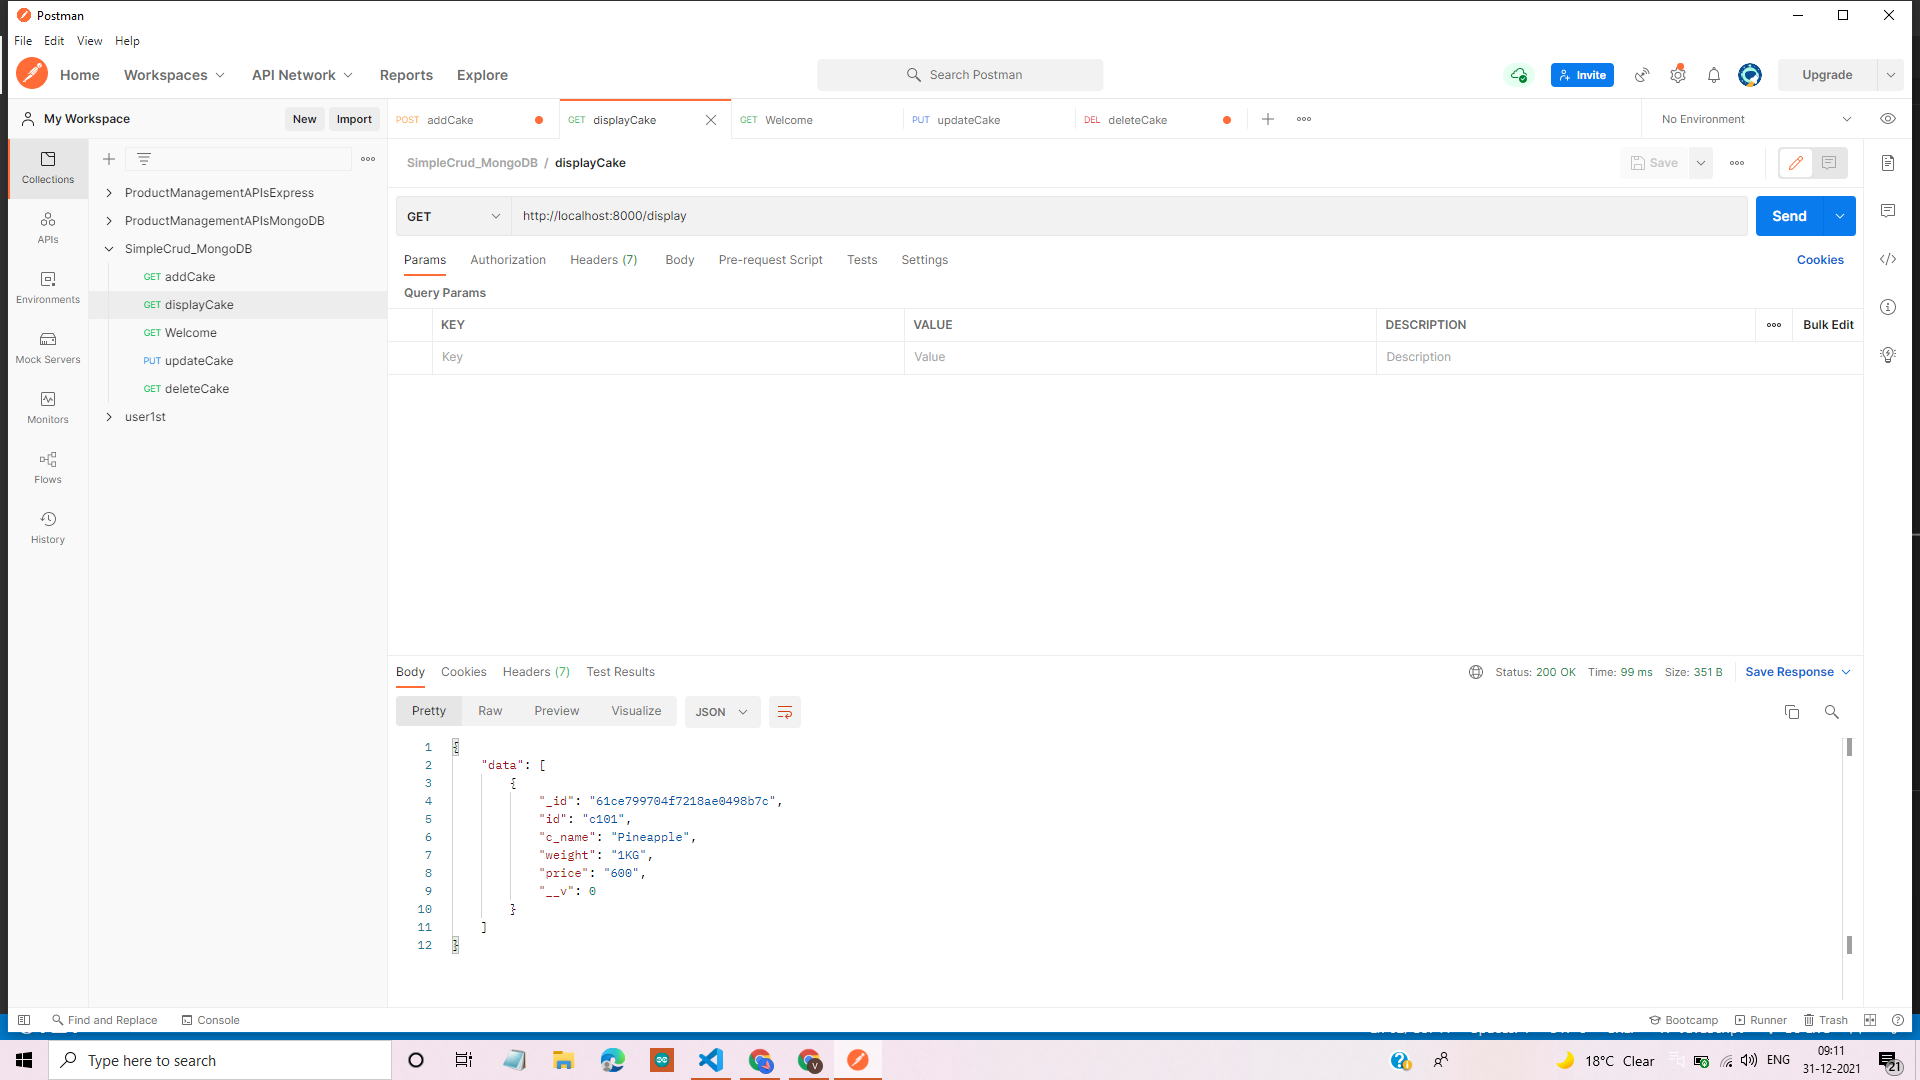 Postman
File Edit View Help
Home Workspaces API Network Reports Explore Search Postman Invite Upgrade
My Workspace New Import POST addCake GET displayCake GET Welcome PUT updateCake DEL deleteCake No Environment
SimpleCrud_MongoDB / displayCake Save
Collections
APIs
Environments
Mock Servers
Monitors
Flows
History
ProductManagementAPIsExpress
ProductManagementAPIsMongoDB
SimpleCrud_MongoDB
GET addCake
GET displayCake
GET Welcome
PUT updateCake
GET deleteCake
user1st
GET http://localhost:8000/display Send
Params Authorization Headers (7) Body Pre-request Script Tests Settings Cookies
Query Params
KEY VALUE DESCRIPTION Bulk Edit
Key Value Description
Body Cookies Headers (7) Test Results Status: 200 OK Time: 99 ms Size: 351 B Save Response
Pretty Raw Preview Visualize JSON
1 {
2 "data": [
3 {
4 "_id": "61ce799704f7218ae0498b7c",
5 "id": "c101",
6 "c_name": "Pineapple",
7 "weight": "1KG",
8 "price": "600",
9 "__v": 0
10 }
11 ]
12 }
Find and Replace Console Bootcamp Runner Trash
Type here to search 18°C Clear ENG 09:11
31-12-2021 21